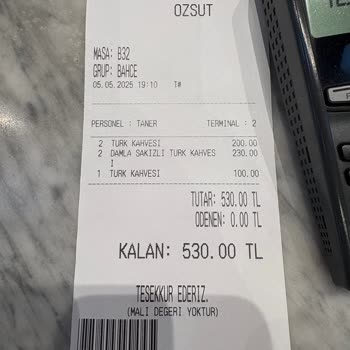 OZSUT
MASA: B32
GRUP: BAHCE
05.05.2025 19:10 T#
PERSONEL : TANER TERMINAL : 2
2 TURK KAHVESI 200.00
2 DAMLA SAKIZLI TURK KAHVES 230.00
I
1 TURK KAHVESI 100.00
TUTAR: 530.00 TL
ODENEN: 0.00 TL
KALAN: 530.00 TL
TESEKKUR EDERIZ.
(MALI DEGERI YOKTUR)